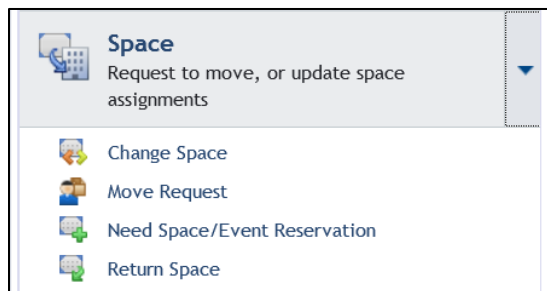 Space
Request to move, or update space
assignments
Change Space
Move Request
Need Space/Event Reservation
Return Space